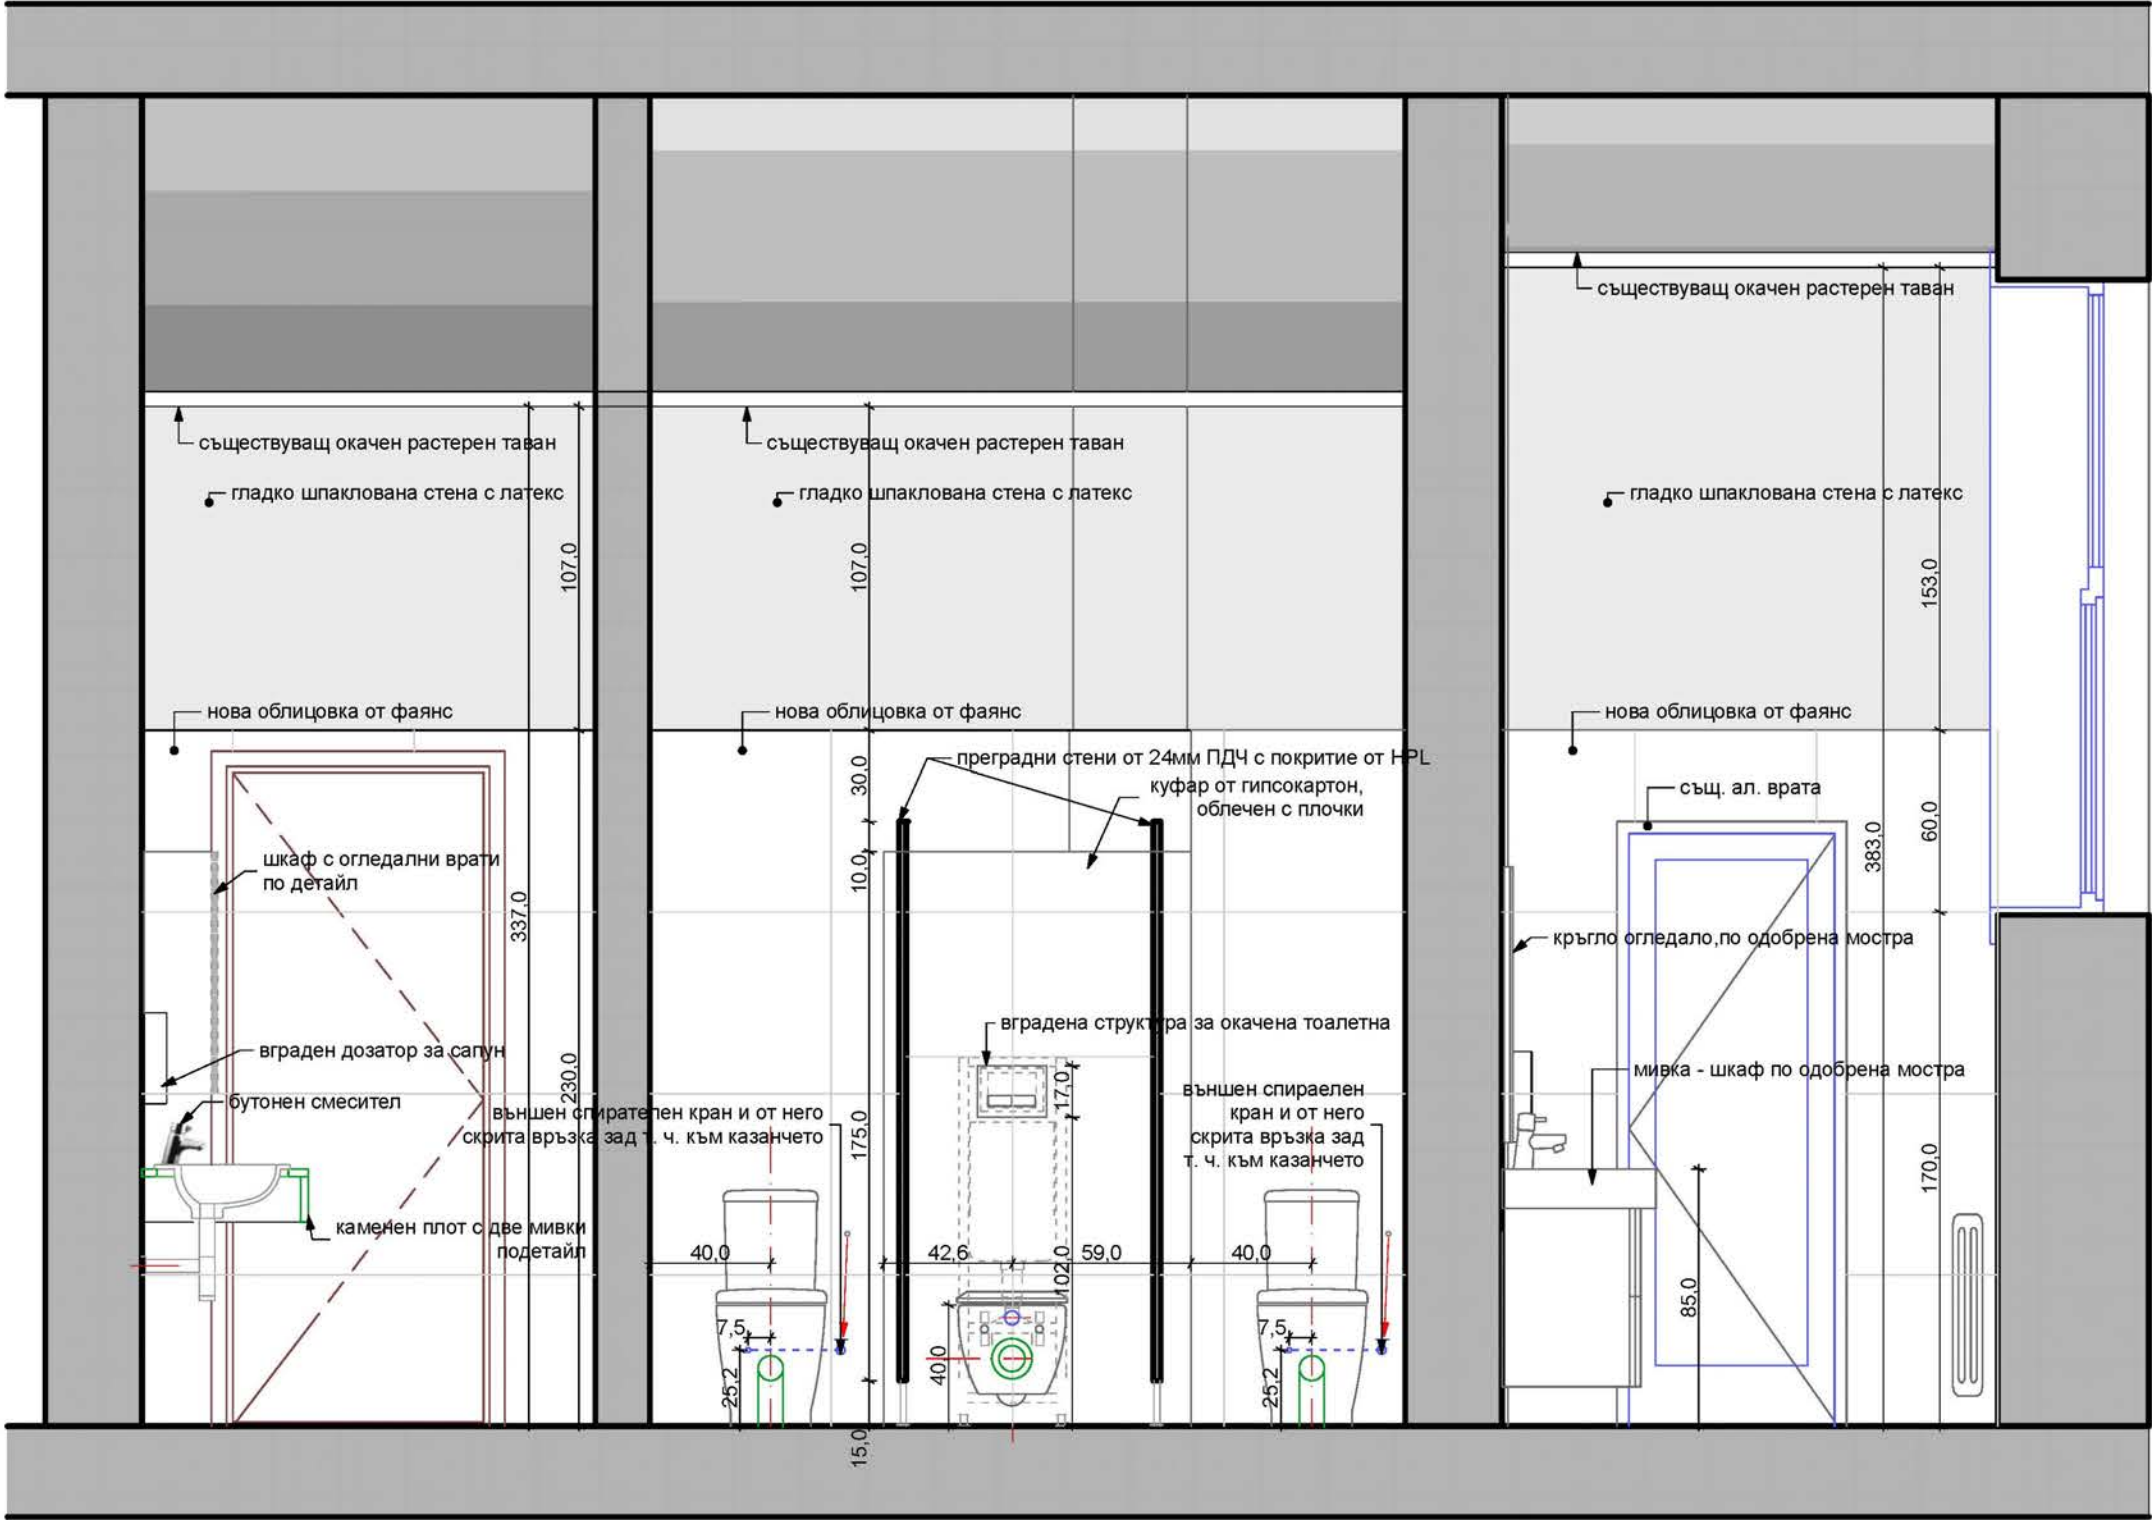 съществуващ окачен растерен таван
гладко шпаклована стена с латекс
107,0
нова облицовка от фаянс
шкаф с огледални врати
по детайл
337,0
вграден дозатор за сапун
230,0
бутонен смесител
каменен плот с две мивки
подетайл
съществуващ окачен растерен таван
гладко шпаклована стена с латекс
107,0
нова облицовка от фаянс
преградни стени от 24мм ПДЧ с покритие от HPL
30,0
куфар от гипсокартон,
облечен с плочки
10,0
вградена структура за окачена тоалетна
17,0
външен спирателен кран и от него
скрита връзка зад т. ч. към казанчето
175,0
външен спираелен
кран и от него
скрита връзка зад
т. ч. към казанчето
40,0
42,6
102,0
59,0
40,0
7,5
7,5
25,2
40,0
25,2
15,0
съществуващ окачен растерен таван
гладко шпаклована стена с латекс
153,0
нова облицовка от фаянс
същ. ал. врата
383,0
60,0
кръгло огледало,по одобрена мостра
мивка - шкаф по одобрена мостра
170,0
85,0